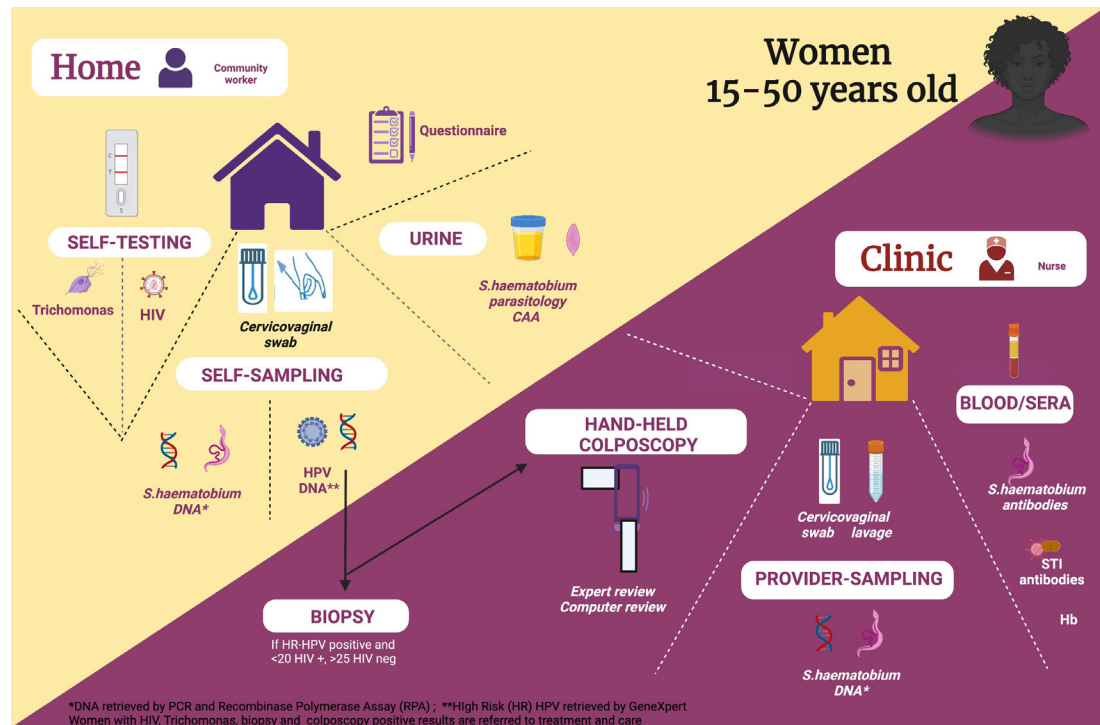 Home
Community
worker
Women
15-50 years old
Questionnaire
C
T
S
SELF-TESTING
Trichomonas
HIV
URINE
S.haematobium
parasitology
CAA
Cervicovaginal
swab
SELF-SAMPLING
S.haematobium
DNA*
HPV
DNA**
Clinic
Nurse
HAND-HELD
COLPOSCOPY
Expert review
Computer review
BIOPSY
If HR-HPV positive and
<20 HIV +, >25 HIV neg
BLOOD/SERA
S.haematobium
antibodies
STI
antibodies
Hb
Cervicovaginal
swab lavage
PROVIDER-SAMPLING
S.haematobium
DNA*
*DNA retrieved by PCR and Recombinase Polymerase Assay (RPA) ; **HIgh Risk (HR) HPV retrieved by GeneXpert
Women with HIV, Trichomonas, biopsy and colposcopy positive results are referred to treatment and care